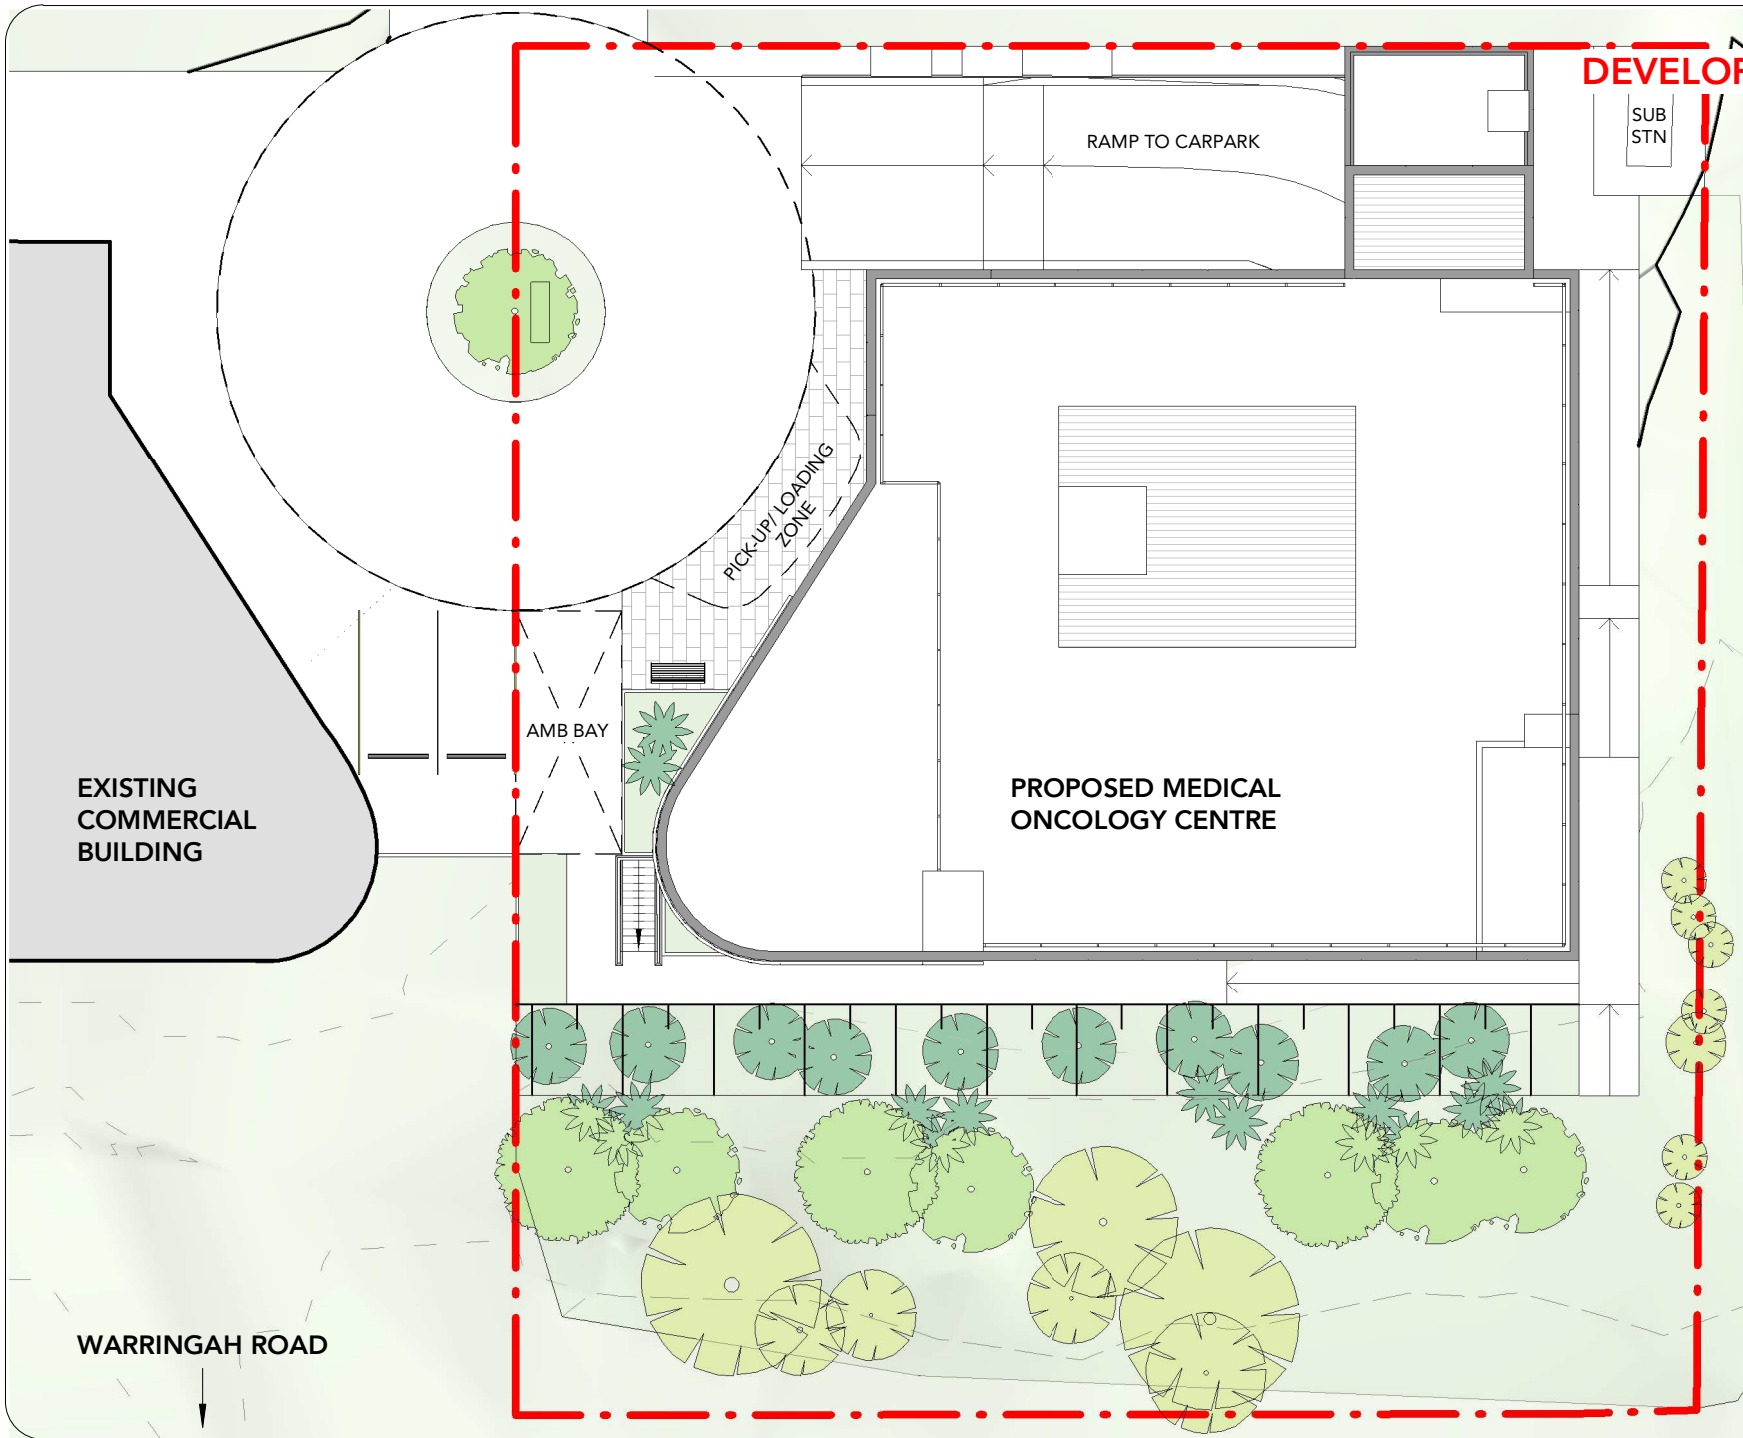 DEVELOP
SUB
STN
RAMP TO CARPARK
PICK-UP/ LOADING
ZONE
AMB BAY
EXISTING
COMMERCIAL
BUILDING
PROPOSED MEDICAL
ONCOLOGY CENTRE
WARRINGAH ROAD